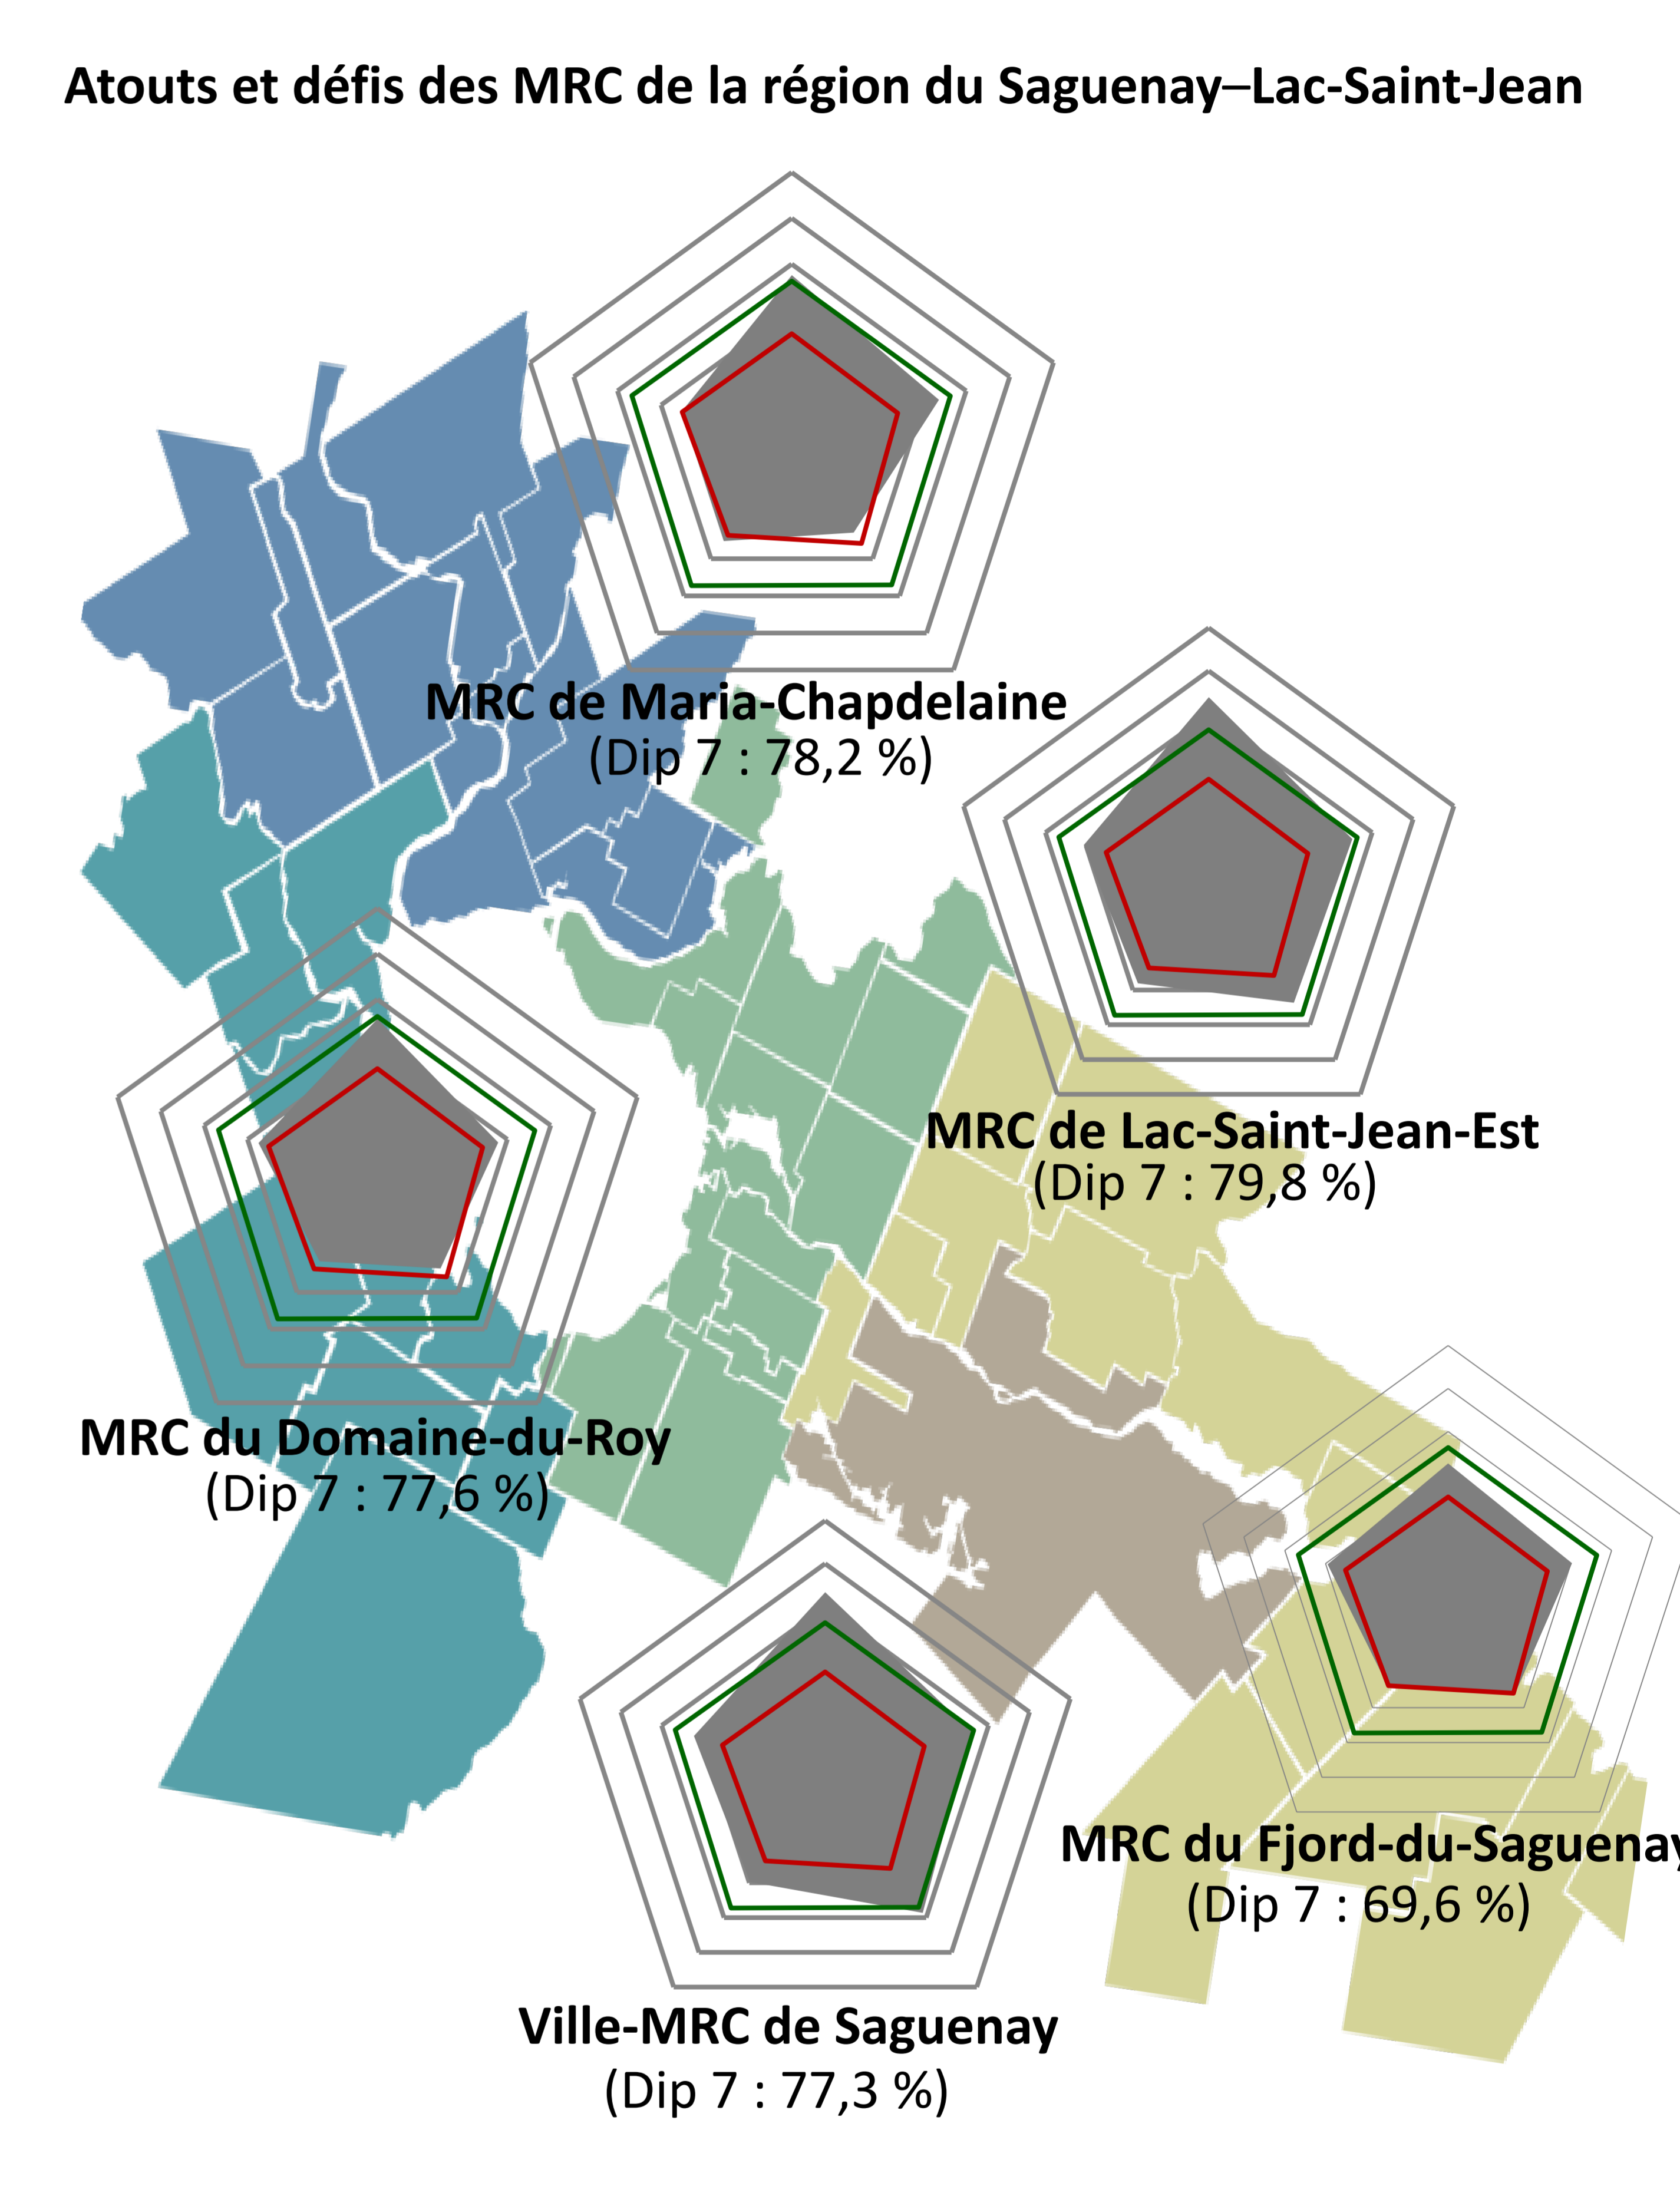 Atouts et défis des MRC de la région du Saguenay–Lac-Saint-Jean
MRC de Maria-Chapdelaine
(Dip 7 : 78,2 %)
MRC de Lac-Saint-Jean-Est
(Dip 7 : 79,8 %)
MRC du Domaine-du-Roy
(Dip 7 : 77,6 %)
MRC du Fjord-du-Saguenay
(Dip 7 : 69,6 %)
Ville-MRC de Saguenay
(Dip 7 : 77,3 %)